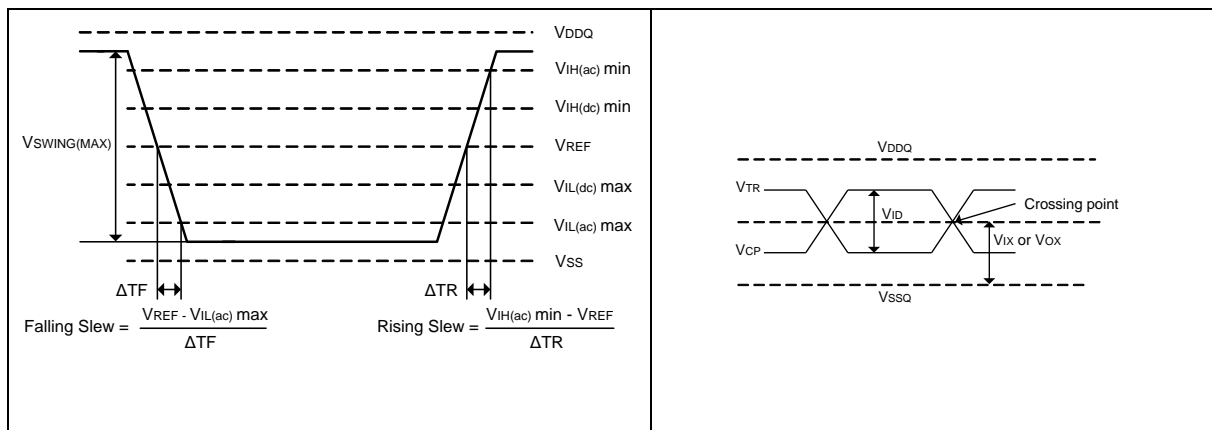 VDDQ
VIH(ac) min
VIH(dc) min
VSWING(MAX)
VREF
VIL(dc) max
VIL(ac) max
VSS
ΔTF
ΔTR
Falling Slew = VREF - VIL(ac) max
ΔTF
Rising Slew = VIH(ac) min - VREF
ΔTR
VDDQ
VTR
VID
Crossing point
VCP
VIX or VOX
VSSQ